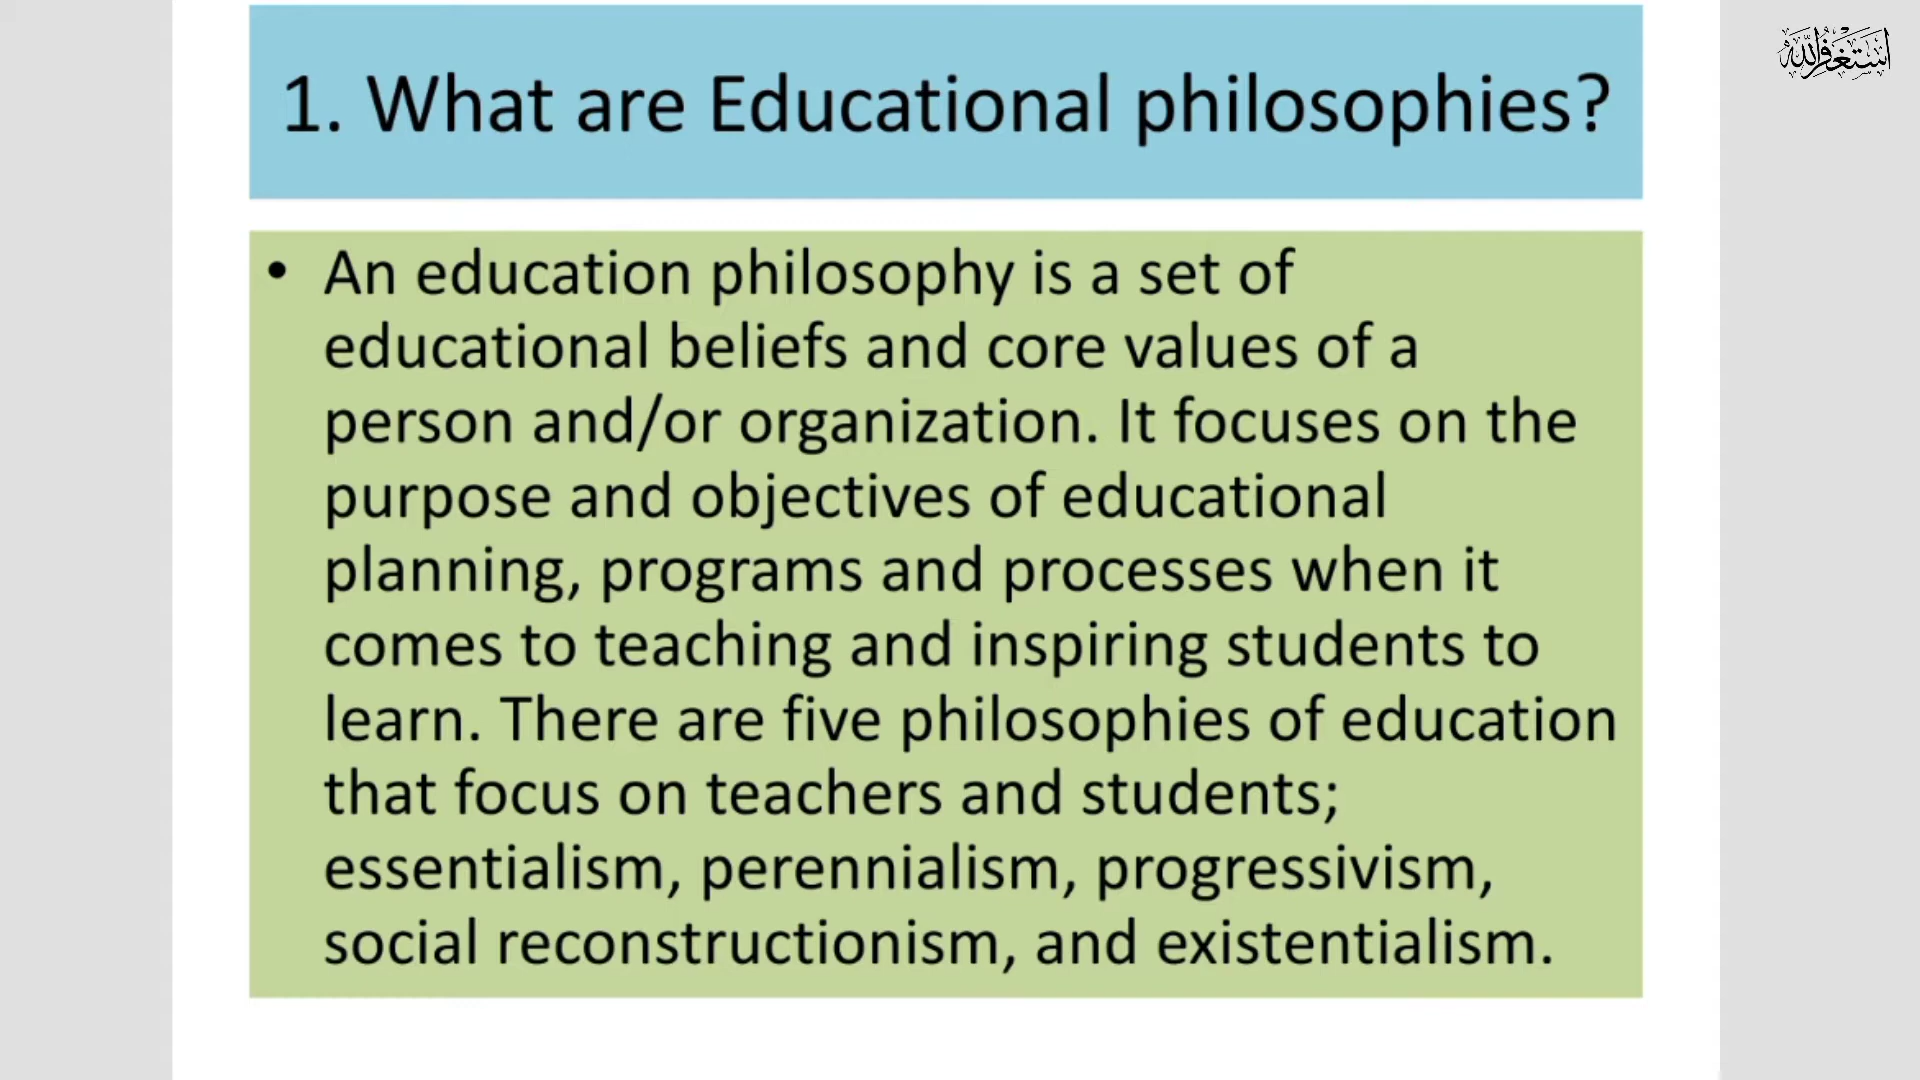 أستغفر الله
1. What are Educational philosophies?
• An education philosophy is a set of
educational beliefs and core values of a
person and/or organization. It focuses on the
purpose and objectives of educational
planning, programs and processes when it
comes to teaching and inspiring students to
learn. There are five philosophies of education
that focus on teachers and students;
essentialism, perennialism, progressivism,
social reconstructionism, and existentialism.